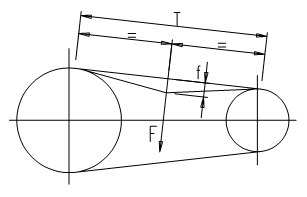 T
=
=
f
F